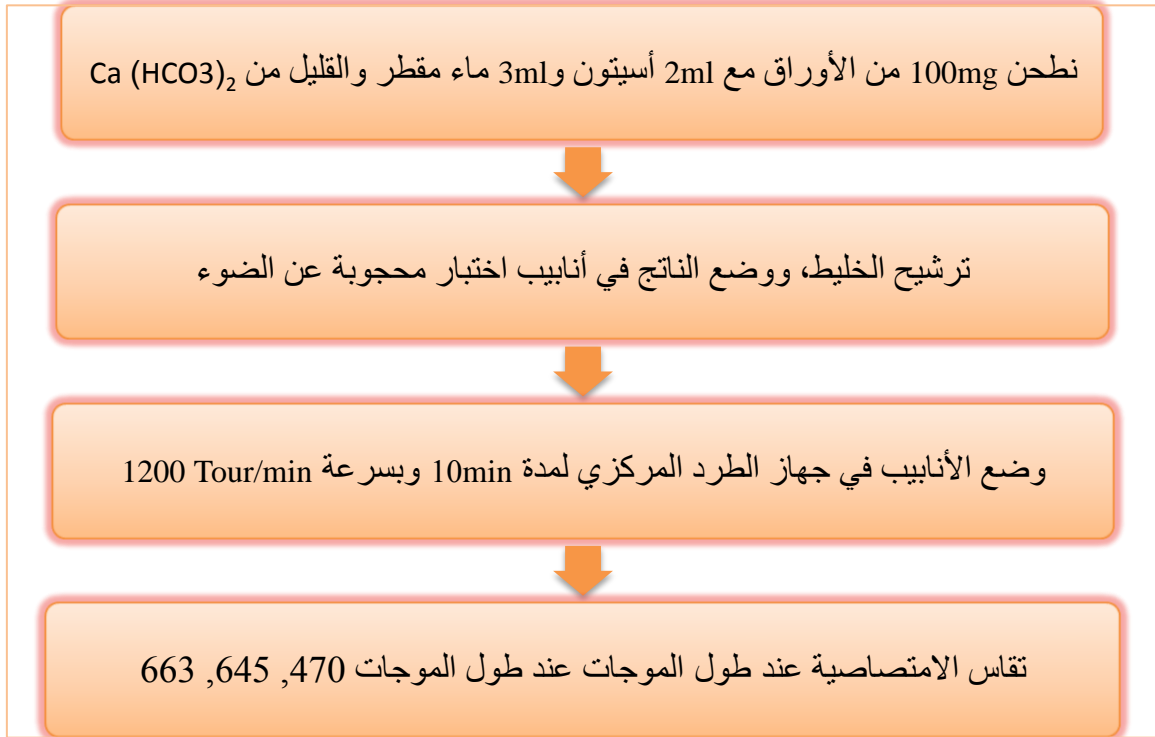 نطحن 100mg من الأوراق مع 2ml أسيتون و3ml ماء مقطر والقليل من Ca (HCO3)₂
ترشيح الخليط، ووضع الناتج في أنابيب اختبار محجوبة عن الضوء
وضع الأنابيب في جهاز الطرد المركزي لمدة 10min وبسرعة 1200 Tour/min
تقاس الامتصاصية عند طول الموجات عند طول الموجات 470, 645, 663